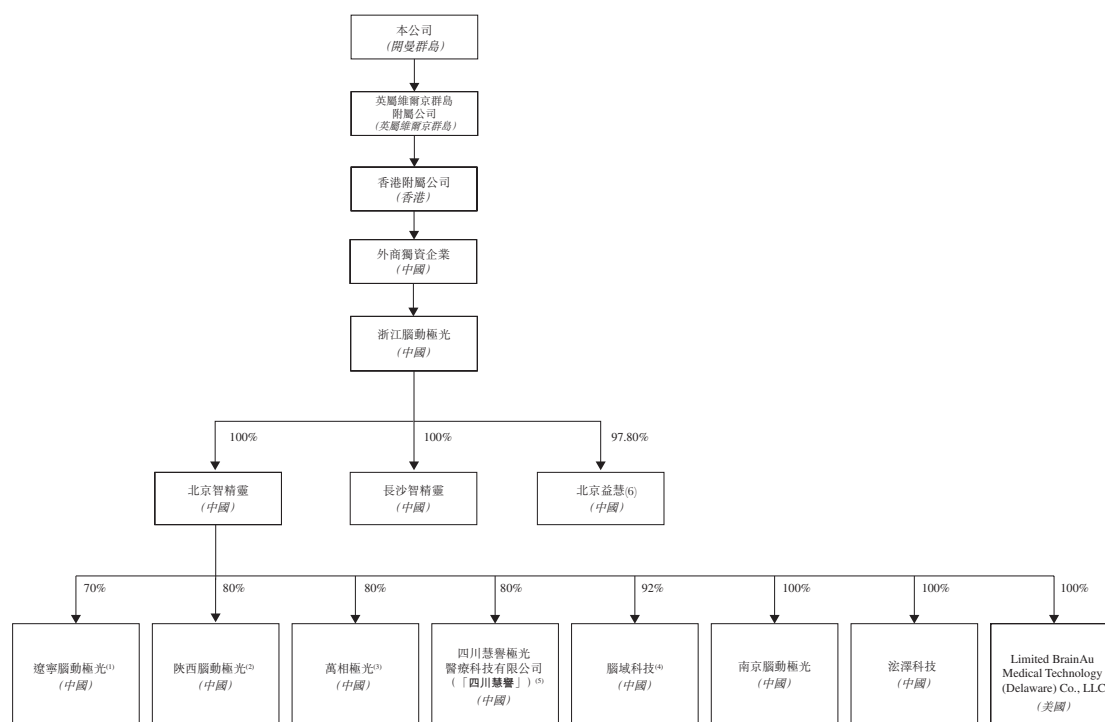 本公司
(開曼群島)
英屬維爾京群島
附屬公司
(英屬維爾京群島)
香港附屬公司
(香港)
外商獨資企業
(中國)
浙江腦動極光
(中國)
100%
100%
97.80%
北京智精靈
(中國)
長沙智精靈
(中國)
北京益慧(6)
(中國)
70%
80%
80%
80%
92%
100%
100%
100%
遼寧腦動極光(1)
(中國)
陝西腦動極光(2)
(中國)
萬相極光(3)
(中國)
四川慧譽極光
醫療科技有限公司
(「四川慧譽」)(5)
(中國)
腦域科技(4)
(中國)
南京腦動極光
(中國)
浤澤科技
(中國)
Limited BrainAu
Medical Technology
(Delaware) Co., LLC
(美國)